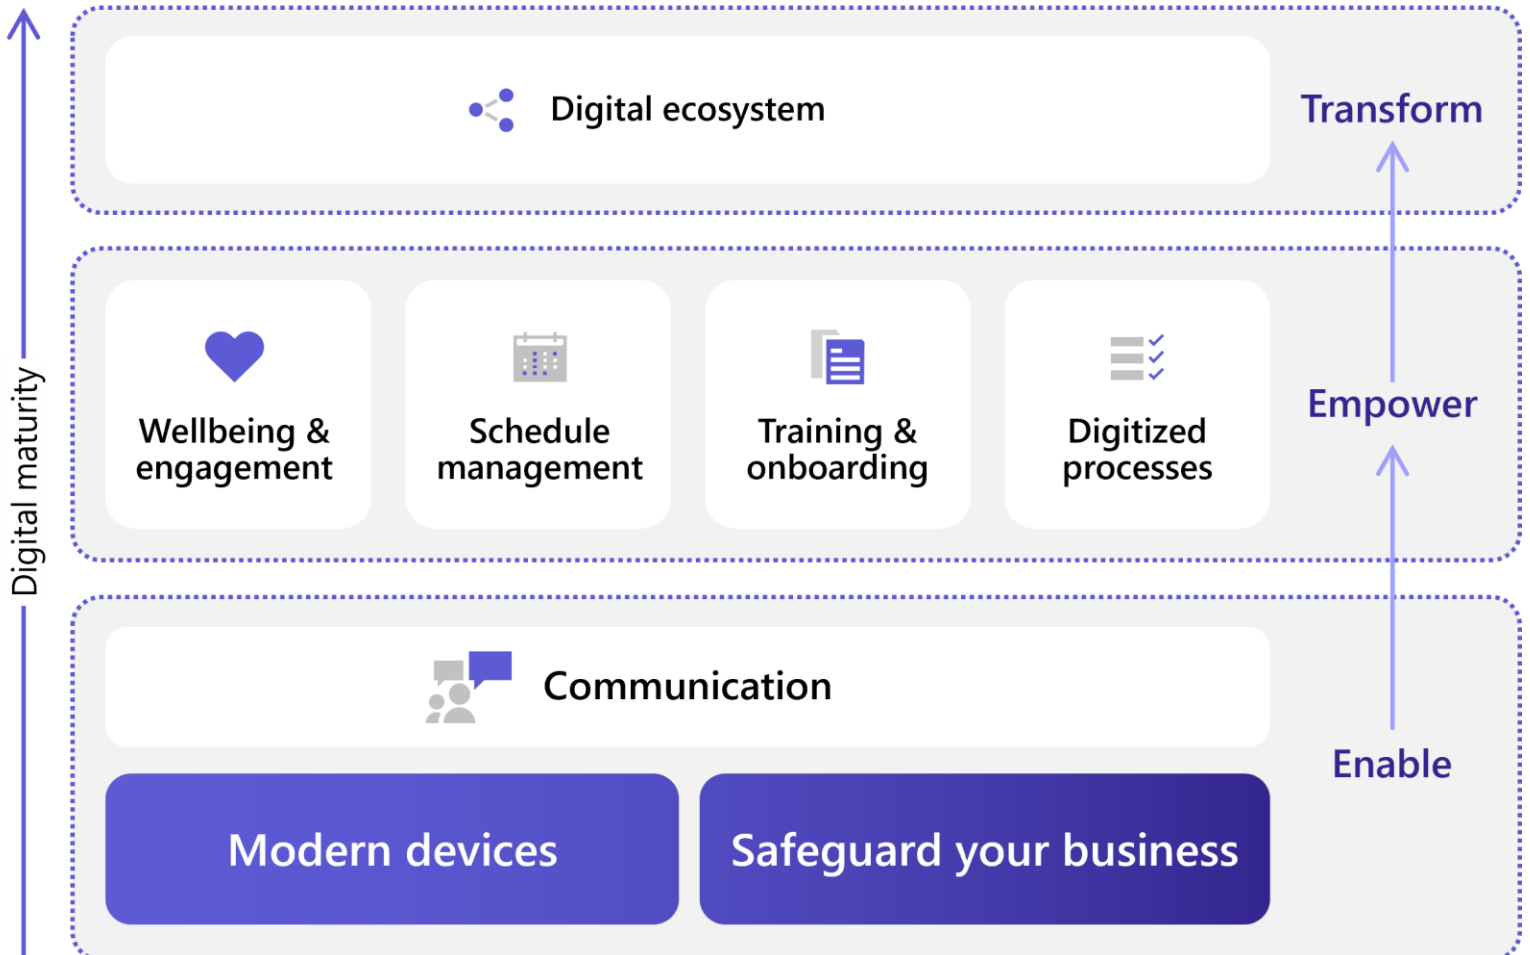 Digital ecosystem
Transform
Wellbeing &
engagement
Schedule
management
Training &
onboarding
Digitized
processes
Empower
Digital maturity
Communication
Enable
Modern devices
Safeguard your business